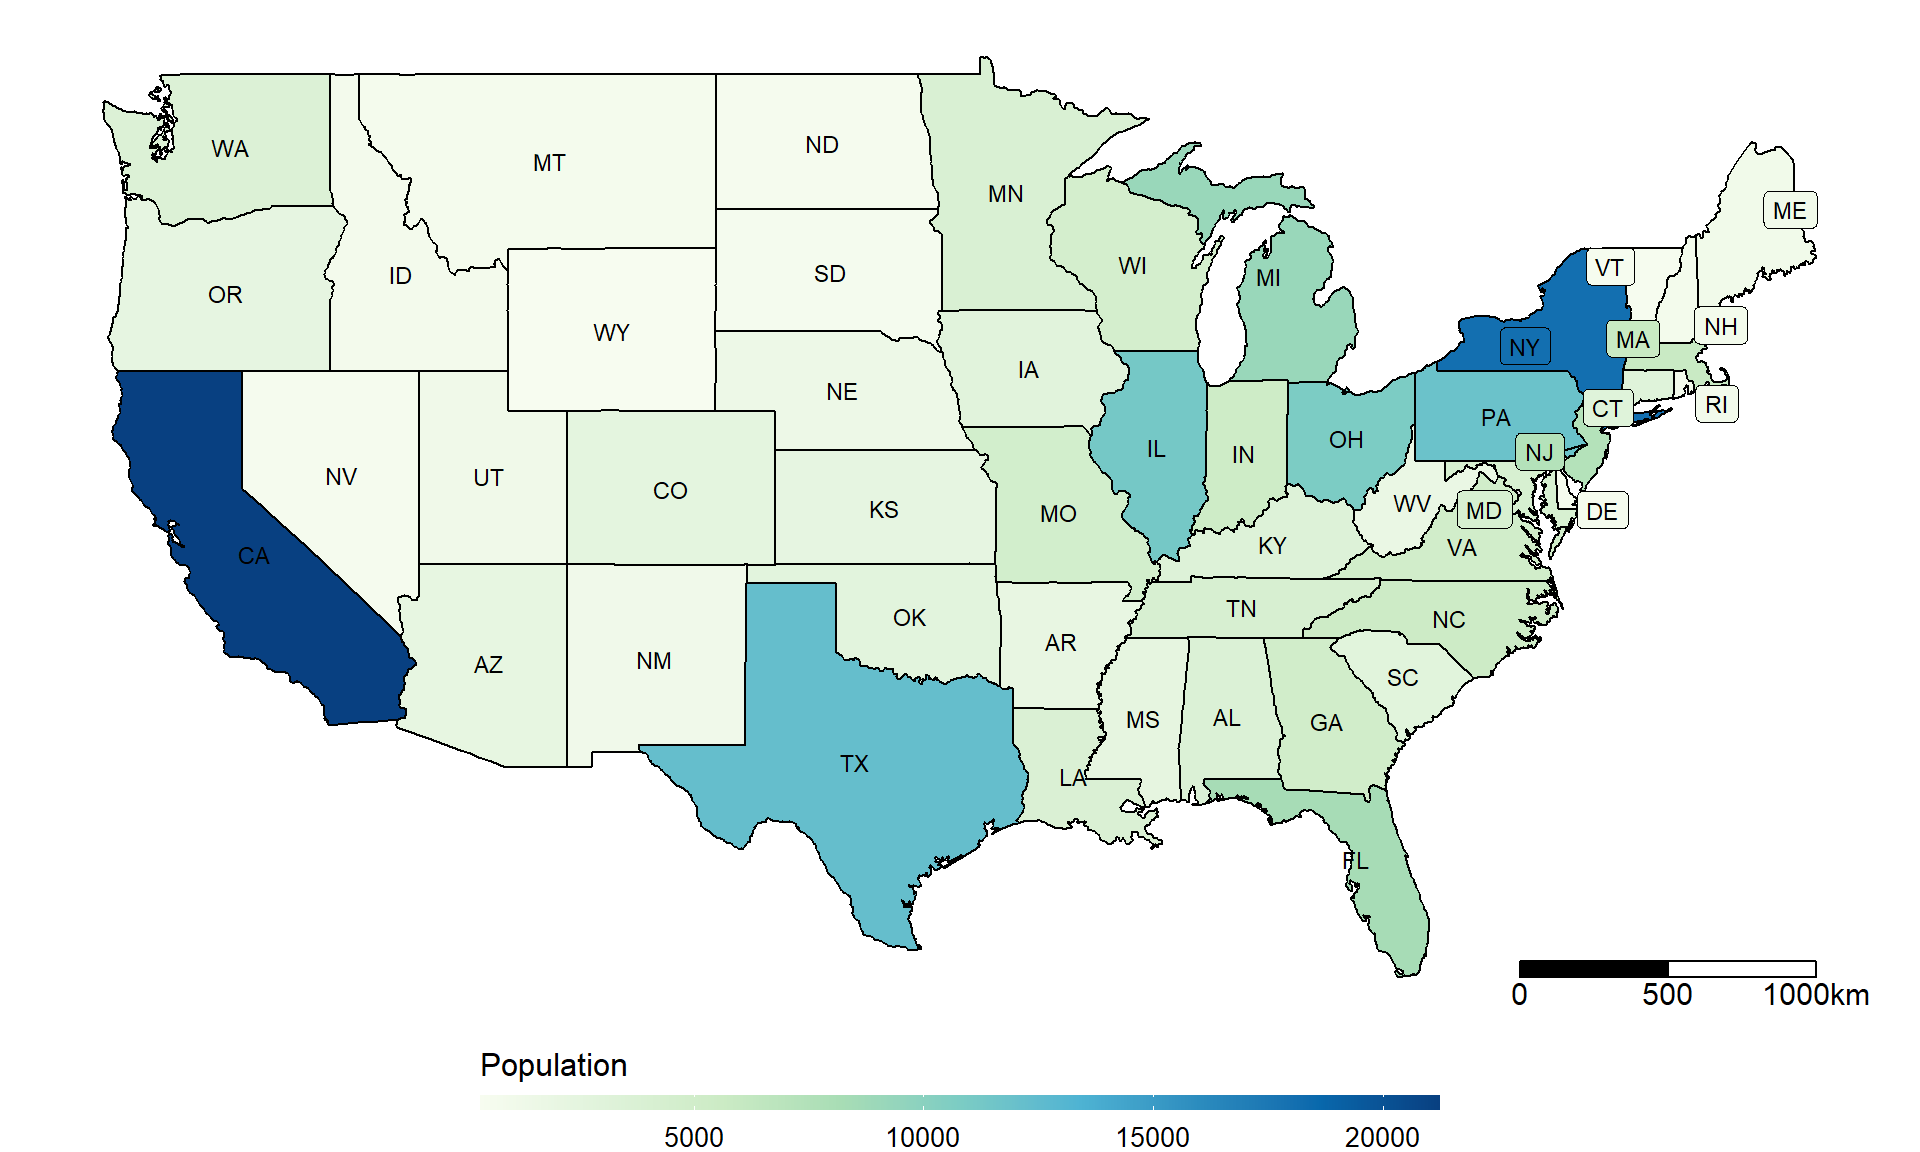 WA
MT
ND
MN
ME
OR
ID
SD
WI
MI
VT
WY
NH
NY
MA
NE
IA
CT
RI
PA
NV
UT
CO
KS
MO
IL
IN
OH
NJ
WV
MD
DE
CA
KY
VA
AZ
NM
OK
AR
TN
NC
SC
TX
LA
MS
AL
GA
FL
0 500 1000km
Population
5000 10000 15000 20000